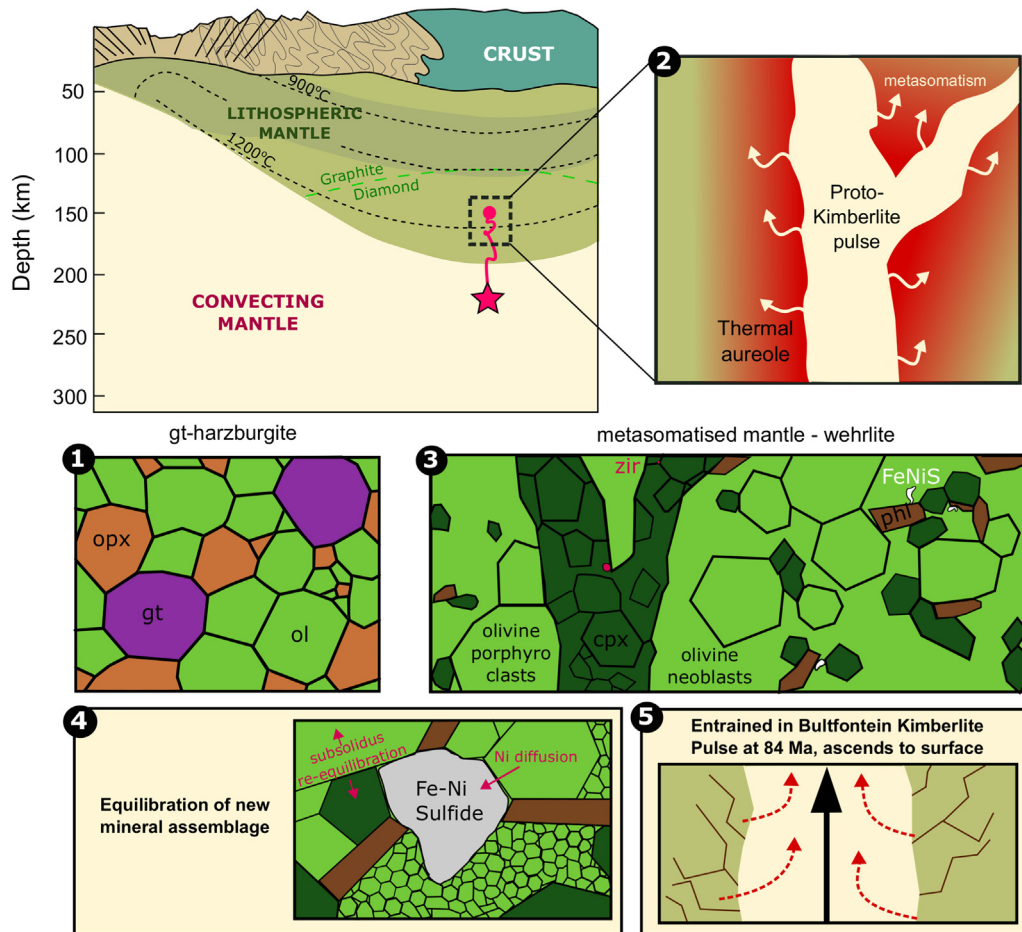 CRUST
50
100
150
200
250
300
Depth (km)
900°C
LITHOSPHERIC
MANTLE
1200°C
Graphite
Diamond
CONVECTING
MANTLE
2
metasomatism
Proto-
Kimberlite
pulse
Thermal
aureole
gt-harzburgite
1
opx
gt
ol
metasomatised mantle - wehrlite
3
zir
FeNiS
phl
cpx
olivine
porphyro
clasts
olivine
neoblasts
4
Equilibration of new
mineral assemblage
subsolidus
re-equilibration
Ni diffusion
Fe-Ni
Sulfide
5
Entrained in Bultfontein Kimberlite
Pulse at 84 Ma, ascends to surface